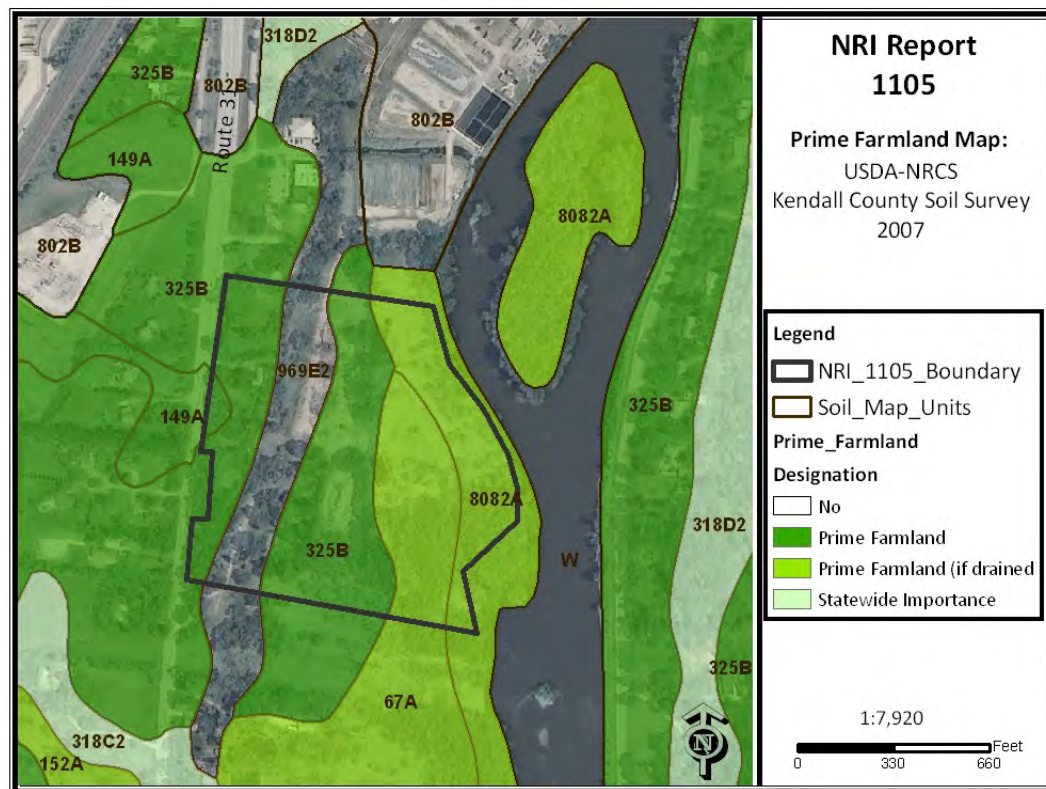 318D2
325B
802B
Route 31
802B
149A
8082A
802B
325B
969E2
149A
325B
8082A
318D2
325B
W
325B
67A
318C2
152A
NRI Report
1105
Prime Farmland Map:
USDA-NRCS
Kendall County Soil Survey
2007
Legend
NRI_1105_Boundary
Soil_Map_Units
Prime_Farmland
Designation
No
Prime Farmland
Prime Farmland (if drained
Statewide Importance
1:7,920
Feet
0 330 660
N